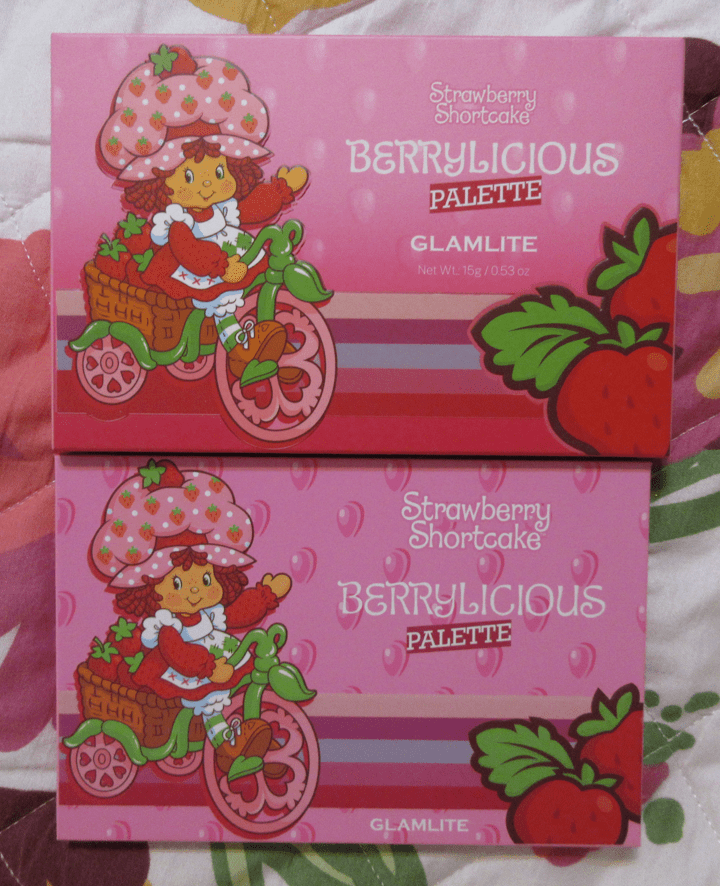 Strawberry
Shortcake
BERRYLICIOUS
PALETTE
GLAMLITE
Net Wt.: 15g / 0.53 oz
Strawberry
Shortcake
BERRYLICIOUS
PALETTE
GLAMLITE